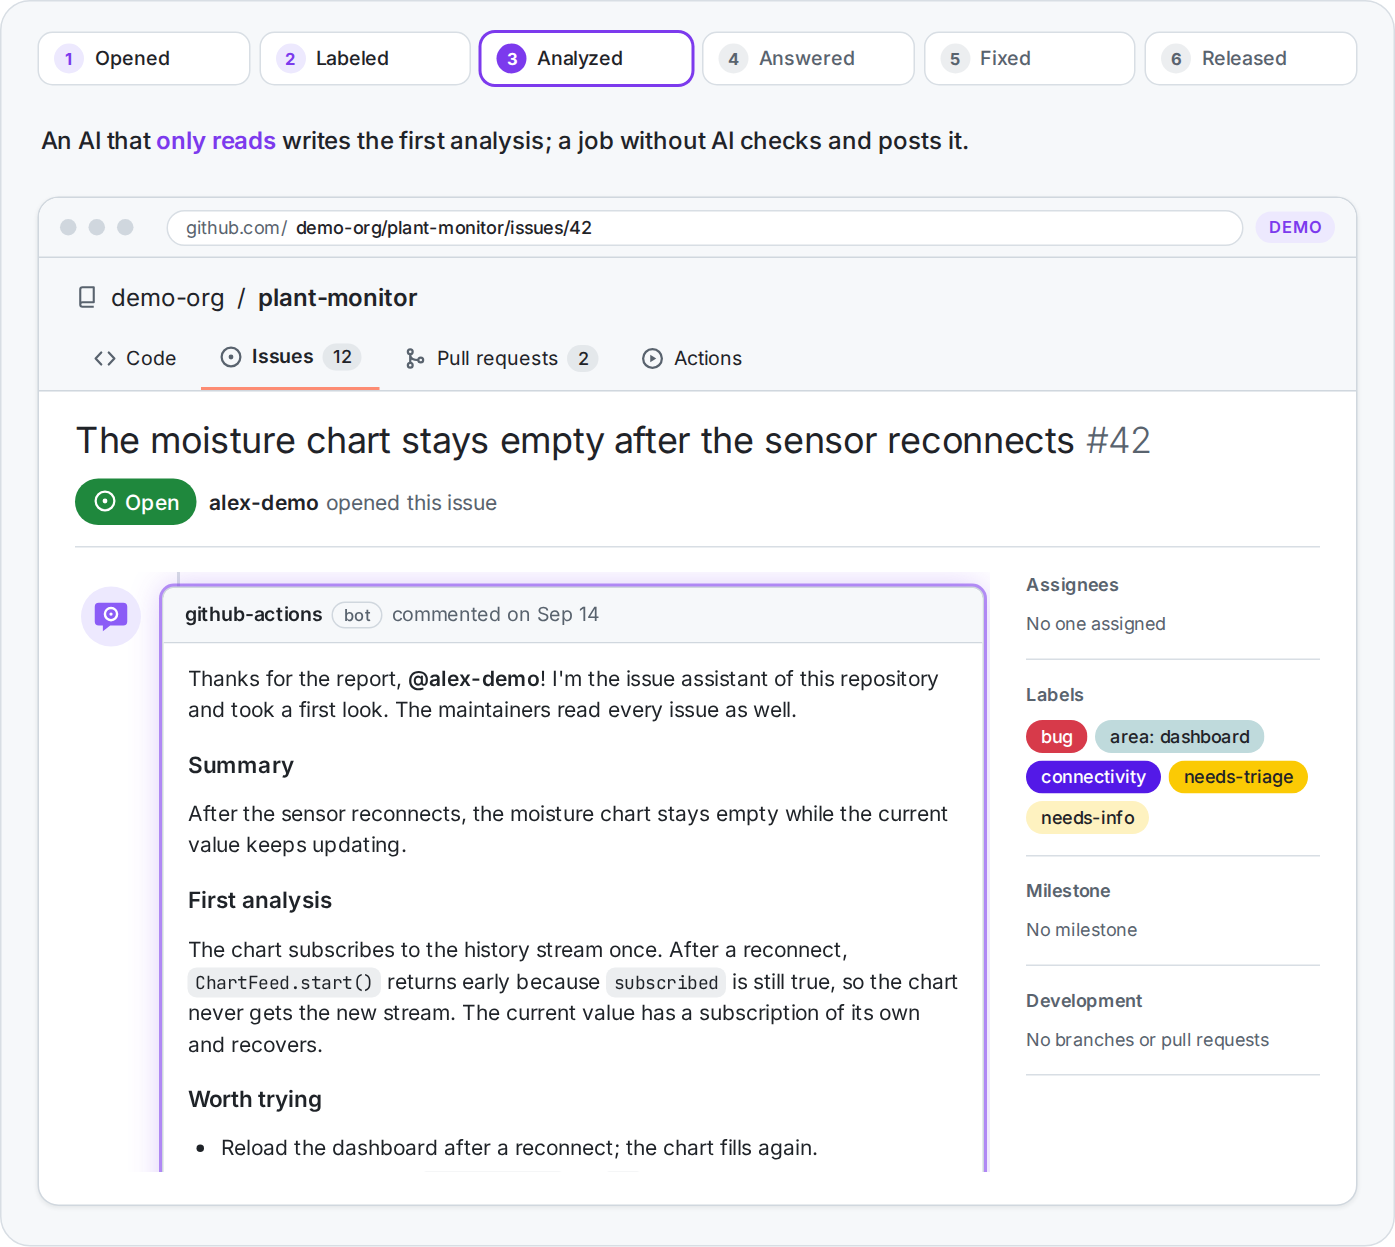 1 Opened
2 Labeled
3 Analyzed
4 Answered
5 Fixed
6 Released
An AI that only reads writes the first analysis; a job without AI checks and posts it.
github.com/ demo-org/plant-monitor/issues/42
DEMO
demo-org / plant-monitor
Code
Issues 12
Pull requests 2
Actions
The moisture chart stays empty after the sensor reconnects #42
Open alex-demo opened this issue
github-actions bot commented on Sep 14
Thanks for the report, @alex-demo! I'm the issue assistant of this repository
and took a first look. The maintainers read every issue as well.
Summary
After the sensor reconnects, the moisture chart stays empty while the current
value keeps updating.
First analysis
The chart subscribes to the history stream once. After a reconnect,
ChartFeed.start() returns early because subscribed is still true, so the chart
never gets the new stream. The current value has a subscription of its own
and recovers.
Worth trying
• Reload the dashboard after a reconnect; the chart fills again.
Assignees
No one assigned
Labels
bug area: dashboard
connectivity needs-triage
needs-info
Milestone
No milestone
Development
No branches or pull requests